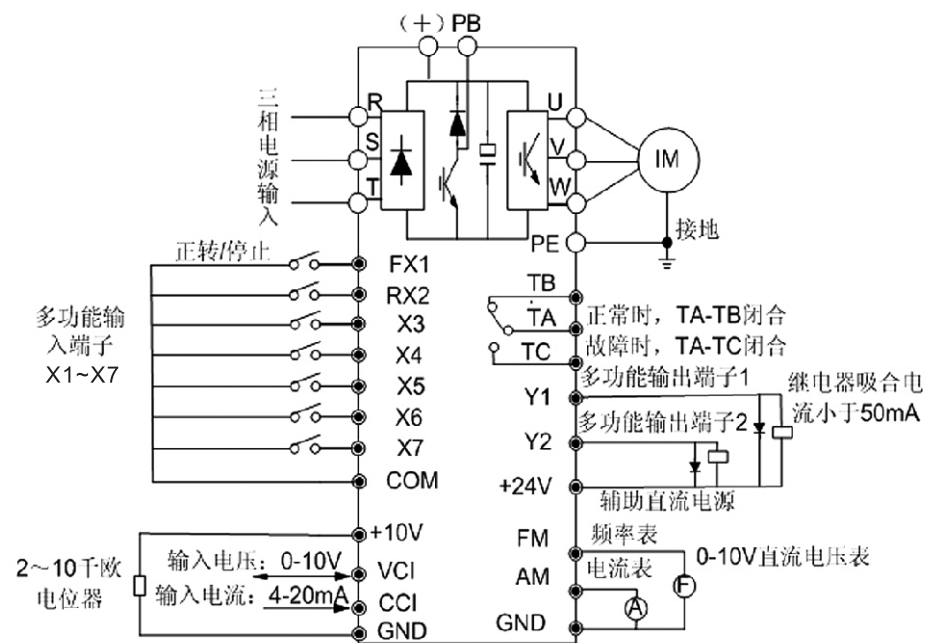 （＋）PB
三相电源输入
R
S
T
U
V
W
IM
PE
接地
正转/停止
FX1
RX2
X3
X4
X5
X6
X7
COM
多功能输
入端子
X1~X7
TB
TA
TC
正常时，TA-TB闭合
故障时，TA-TC闭合
多功能输出端子1
Y1
多功能输出端子2
Y2
继电器吸合电
流小于50mA
+24V
辅助直流电源
+10V
输入电压：0-10V
VCI
输入电流：4-20mA
CCI
GND
2～10千欧
电位器
FM
频率表
0-10V直流电压表
F
AM
电流表
A
GND